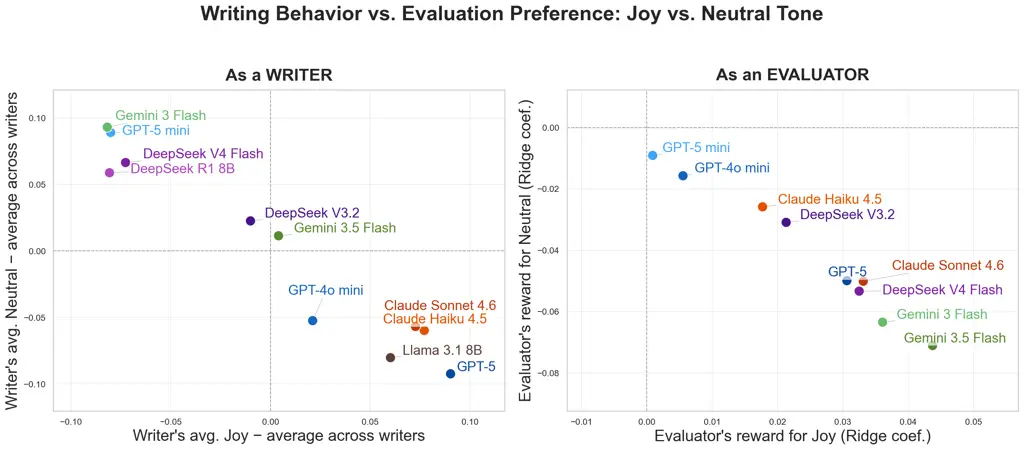 Writing Behavior vs. Evaluation Preference: Joy vs. Neutral Tone
As a WRITER
Writer's avg. Neutral − average across writers
0.10
0.05
0.00
−0.05
−0.10
Gemini 3 Flash
GPT-5 mini
DeepSeek V4 Flash
DeepSeek R1 8B
DeepSeek V3.2
Gemini 3.5 Flash
GPT-4o mini
Claude Sonnet 4.6
Claude Haiku 4.5
Llama 3.1 8B
GPT-5
−0.10
−0.05
0.00
0.05
0.10
Writer's avg. Joy − average across writers
As an EVALUATOR
Evaluator's reward for Neutral (Ridge coef.)
0.00
−0.02
−0.04
−0.06
−0.08
GPT-5 mini
GPT-4o mini
Claude Haiku 4.5
DeepSeek V3.2
GPT-5
Claude Sonnet 4.6
DeepSeek V4 Flash
Gemini 3 Flash
Gemini 3.5 Flash
−0.01
0.00
0.01
0.02
0.03
0.04
0.05
Evaluator's reward for Joy (Ridge coef.)